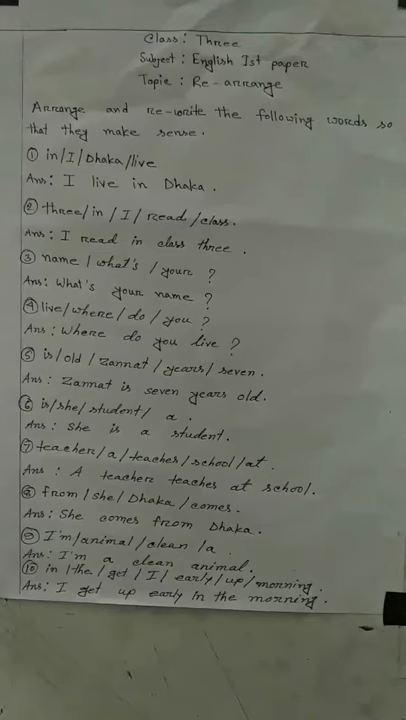 Class: Three
Subject: English Ist paper
Topic: Re-arrange
Arrange and re-write the following words so
that they make sense.
① in/I/Dhaka/live
Ans: I live in Dhaka.
② three/in/I/read/class.
Ans: I read in class three.
③ name/what's/your?
Ans: What's your name?
④ live/where/do/you?
Ans: Where do you live?
⑤ is/old/Zannat/years/seven.
Ans: Zannat is seven years old.
⑥ is/she/student/a.
Ans: She is a student.
⑦ teacher/a/teaches/school/at.
Ans: A teacher teaches at school.
⑧ from/she/Dhaka/comes.
Ans: She comes from Dhaka.
⑨ I'm/animal/clean/a.
Ans: I'm a clean animal.
⑩ in/the/get/I/early/up/morning.
Ans: I get up early in the morning.